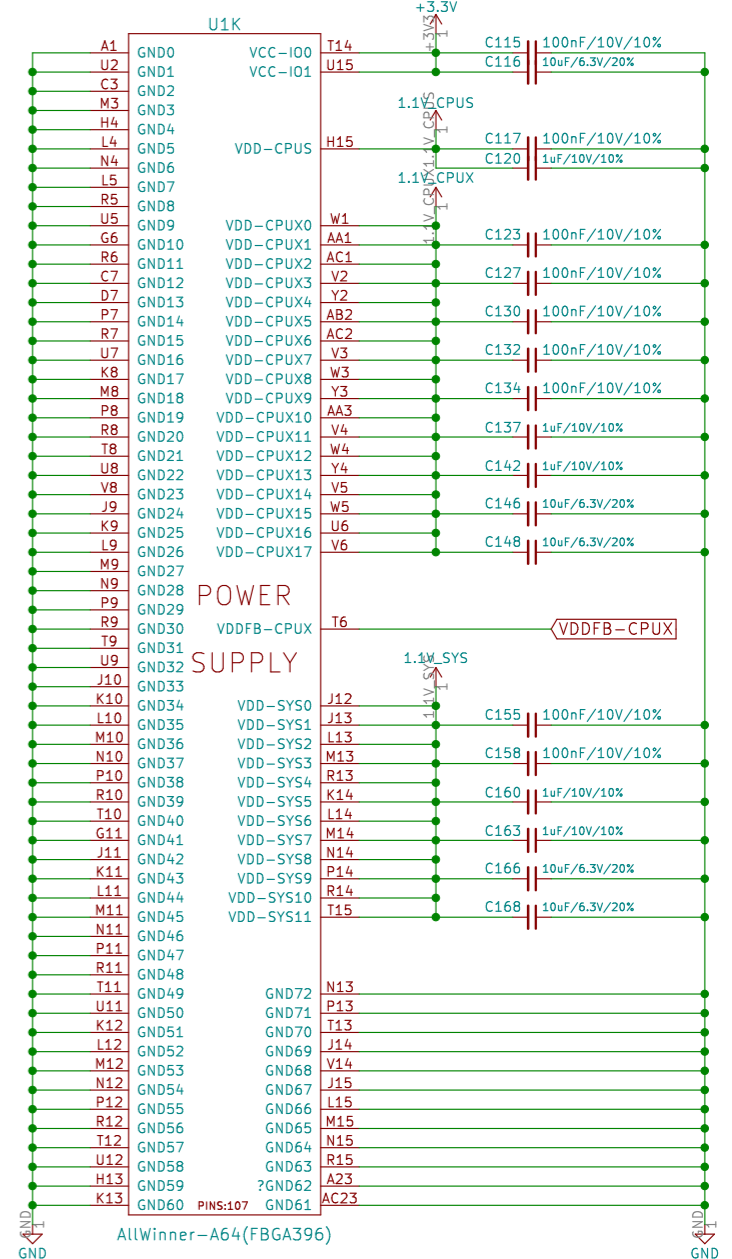 +3.3V
+3V3
1
U1K
A1 GND0 VCC-IO0 T14 C115 100nF/10V/10%
U2 GND1 VCC-IO1 U15 C116 10uF/6.3V/20%
C3 GND2
M3 GND3
1.1V_CPUS
1.1V_CPUS
1
H4 GND4
L4 GND5 VDD-CPUS H15 C117 100nF/10V/10%
N4 GND6 C120 1uF/10V/10%
1.1V_CPUX
1.1V_CPUX
1
L5 GND7
R5 GND8
U5 GND9 VDD-CPUX0 W1
G6 GND10 VDD-CPUX1 AA1 C123 100nF/10V/10%
R6 GND11 VDD-CPUX2 AC1
C7 GND12 VDD-CPUX3 V2 C127 100nF/10V/10%
D7 GND13 VDD-CPUX4 Y2
P7 GND14 VDD-CPUX5 AB2 C130 100nF/10V/10%
R7 GND15 VDD-CPUX6 AC2
U7 GND16 VDD-CPUX7 V3 C132 100nF/10V/10%
K8 GND17 VDD-CPUX8 W3
M8 GND18 VDD-CPUX9 Y3 C134 100nF/10V/10%
P8 GND19 VDD-CPUX10 AA3
R8 GND20 VDD-CPUX11 V4 C137 1uF/10V/10%
T8 GND21 VDD-CPUX12 W4
U8 GND22 VDD-CPUX13 Y4 C142 1uF/10V/10%
V8 GND23 VDD-CPUX14 V5
J9 GND24 VDD-CPUX15 W5 C146 10uF/6.3V/20%
K9 GND25 VDD-CPUX16 U6
L9 GND26 VDD-CPUX17 V6 C148 10uF/6.3V/20%
M9 GND27
N9 GND28
POWER
P9 GND29
R9 GND30 VDDFB-CPUX T6 VDDFB-CPUX
T9 GND31
U9 GND32
SUPPLY
1.1V_SYS
1.1V_SYS
1
J10 GND33
K10 GND34 VDD-SYS0 J12
L10 GND35 VDD-SYS1 J13 C155 100nF/10V/10%
M10 GND36 VDD-SYS2 L13
N10 GND37 VDD-SYS3 M13 C158 100nF/10V/10%
P10 GND38 VDD-SYS4 R13
R10 GND39 VDD-SYS5 K14 C160 1uF/10V/10%
T10 GND40 VDD-SYS6 L14
G11 GND41 VDD-SYS7 M14 C163 1uF/10V/10%
J11 GND42 VDD-SYS8 N14
K11 GND43 VDD-SYS9 P14 C166 10uF/6.3V/20%
L11 GND44 VDD-SYS10 R14
M11 GND45 VDD-SYS11 T15 C168 10uF/6.3V/20%
N11 GND46
P11 GND47
R11 GND48
T11 GND49 GND72 N13
U11 GND50 GND71 P13
K12 GND51 GND70 T13
L12 GND52 GND69 J14
M12 GND53 GND68 V14
N12 GND54 GND67 J15
P12 GND55 GND66 L15
R12 GND56 GND65 M15
T12 GND57 GND64 N15
U12 GND58 GND63 R15
H13 GND59 ?GND62 A23
K13 GND60 PINS:107 GND61 AC23
GND 1 GND 1
AllWinner-A64(FBGA396)
GND GND